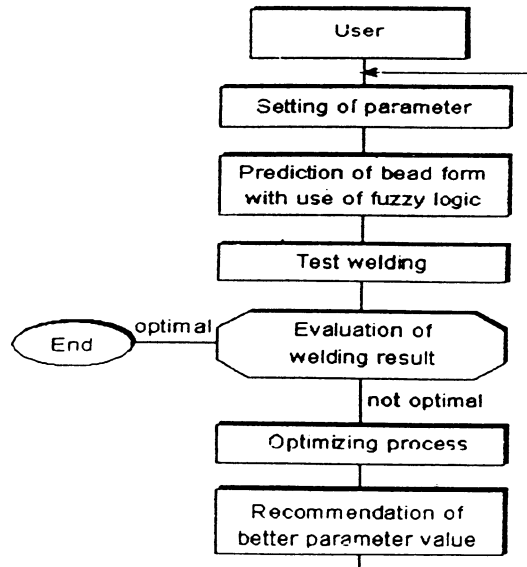 User
Setting of parameter
Prediction of bead form
with use of fuzzy logic
Test welding
Evaluation of
welding result
optimal
End
not optimal
Optimizing process
Recommendation of
better parameter value